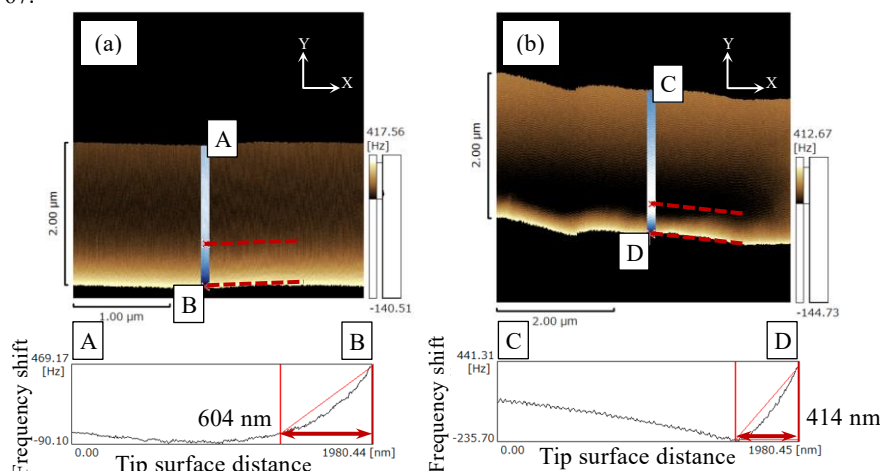 (a)
Y
X
A
B
417.56
[Hz]
-140.51
2.00 μm
1.00 μm
(b)
Y
X
C
D
412.67
[Hz]
-144.73
2.00 μm
2.00 μm
A
B
Frequency shift
469.17
[Hz]
-90.10
604 nm
0.00
1980.44 [nm]
Tip surface distance
C
D
Frequency shift
441.31
[Hz]
-235.70
414 nm
0.00
1980.45 [nm]
Tip surface distance